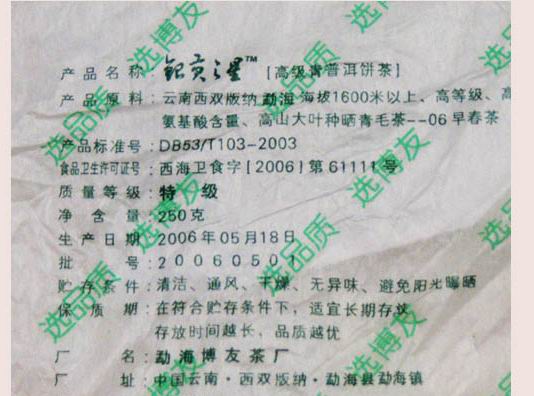 产品名称 银贡之星™ [高级青普洱饼茶]
产品原料：云南西双版纳勐海 海拔1600米以上、高等级、高
氨基酸含量、高山大叶种晒青毛茶--06早春茶
产品标准号：DB53/T103-2003
食品卫生许可证号：西海卫食字[2006]第61111号
质量等级：特 级
净含量：250克
生产日期 2006年05月18日
批号：20060501
贮存条件：清洁、通风、干燥、无异味、避免阳光曝晒
保质期：在符合贮存条件下，适宜长期存放
存放时间越长，品质越优
厂名：勐海博友茶厂
厂址：中国云南·西双版纳·勐海县勐海镇
选博友
选品质
选品质
选博友
选品质
选博友
选品质
选博友
选品质
选博友